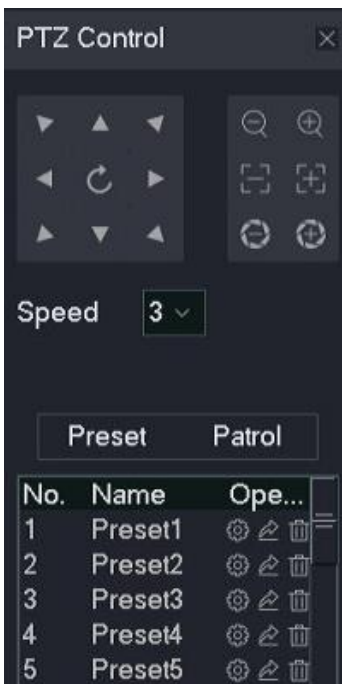 PTZ Control
Speed 3
Preset Patrol
No. Name Ope...
1 Preset1
2 Preset2
3 Preset3
4 Preset4
5 Preset5